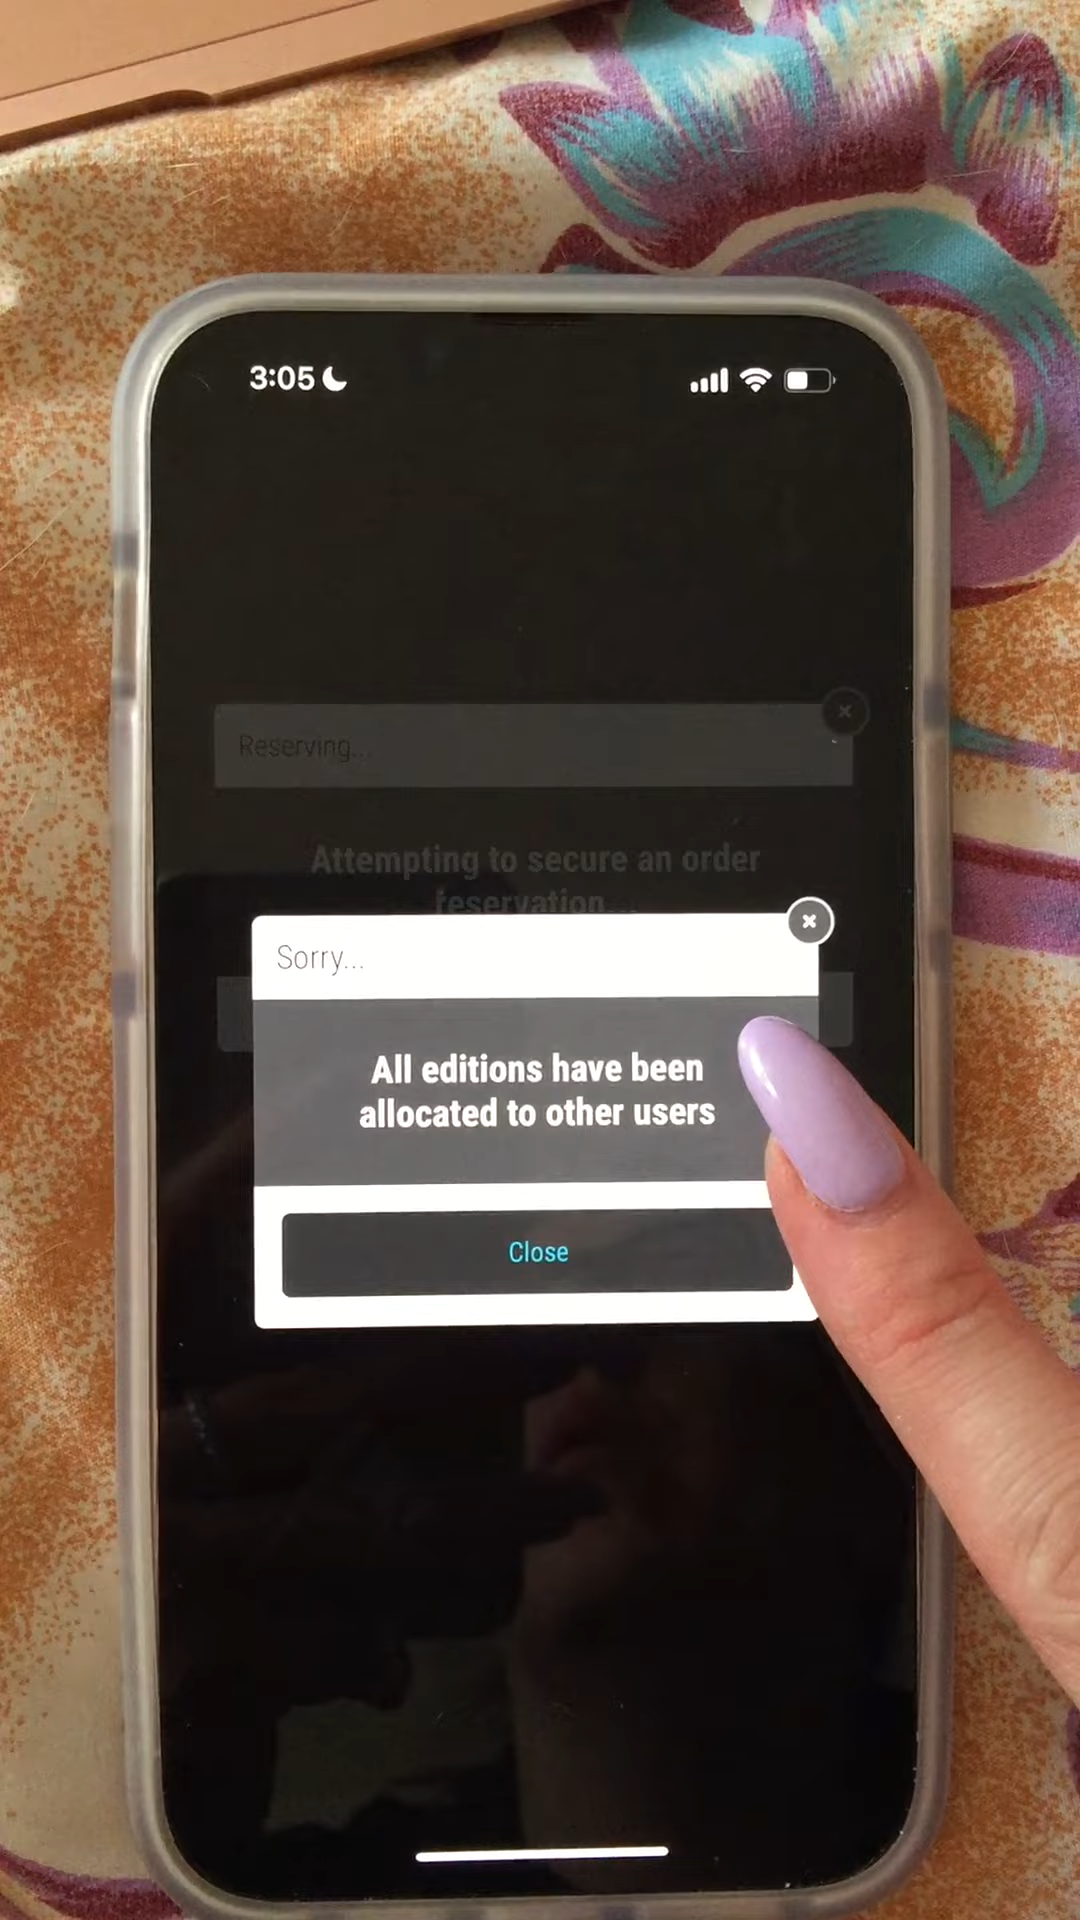 3:05
Reserving...
Attempting to secure an order
reservation...
Sorry...
All editions have been
allocated to other users
Close